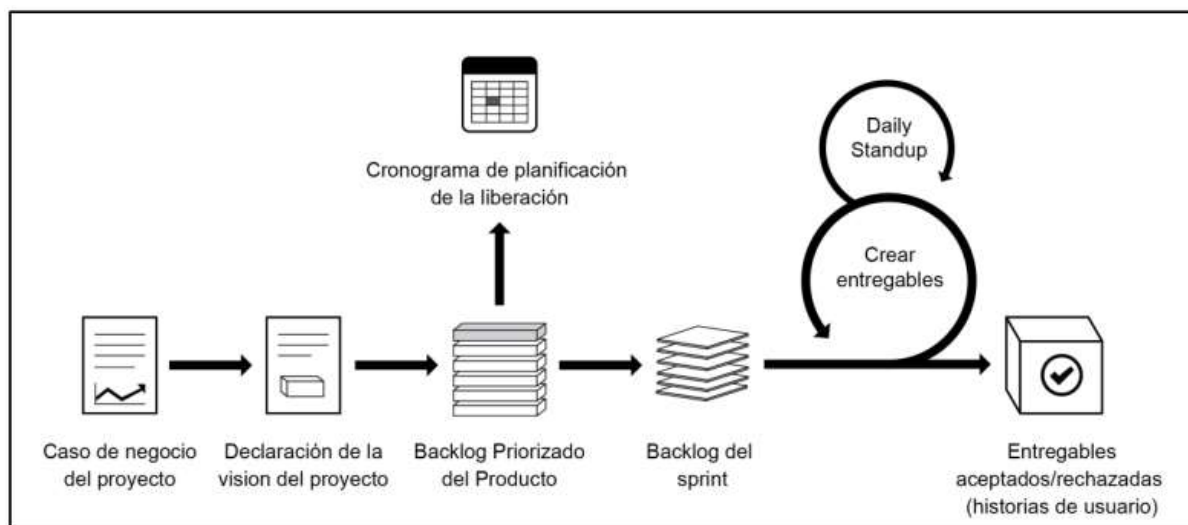 Daily
Standup
Cronograma de planificación
de la liberación
Crear
entregables
Caso de negocio
del proyecto
Declaración de la
vision del proyecto
Backlog Priorizado
del Producto
Backlog del
sprint
Entregables
aceptados/rechazadas
(historias de usuario)